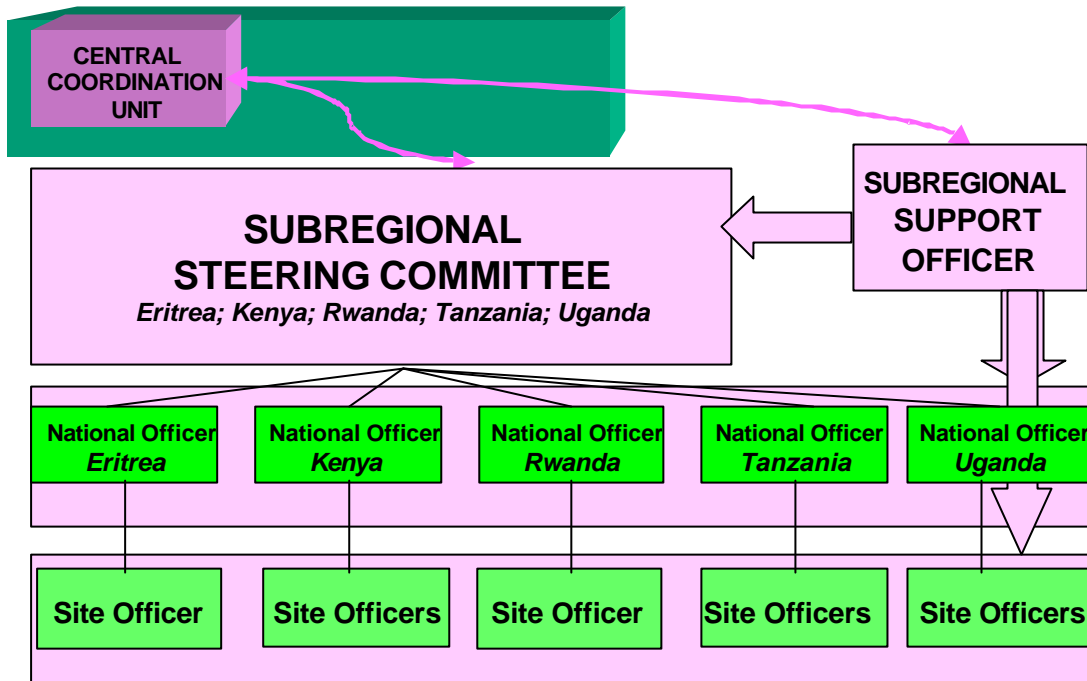 CENTRAL
COORDINATION
UNIT
SUBREGIONAL
SUPPORT
OFFICER
SUBREGIONAL
STEERING COMMITTEE
Eritrea; Kenya; Rwanda; Tanzania; Uganda
National Officer
Eritrea
National Officer
Kenya
National Officer
Rwanda
National Officer
Tanzania
National Officer
Uganda
Site Officer
Site Officers
Site Officer
Site Officers
Site Officers